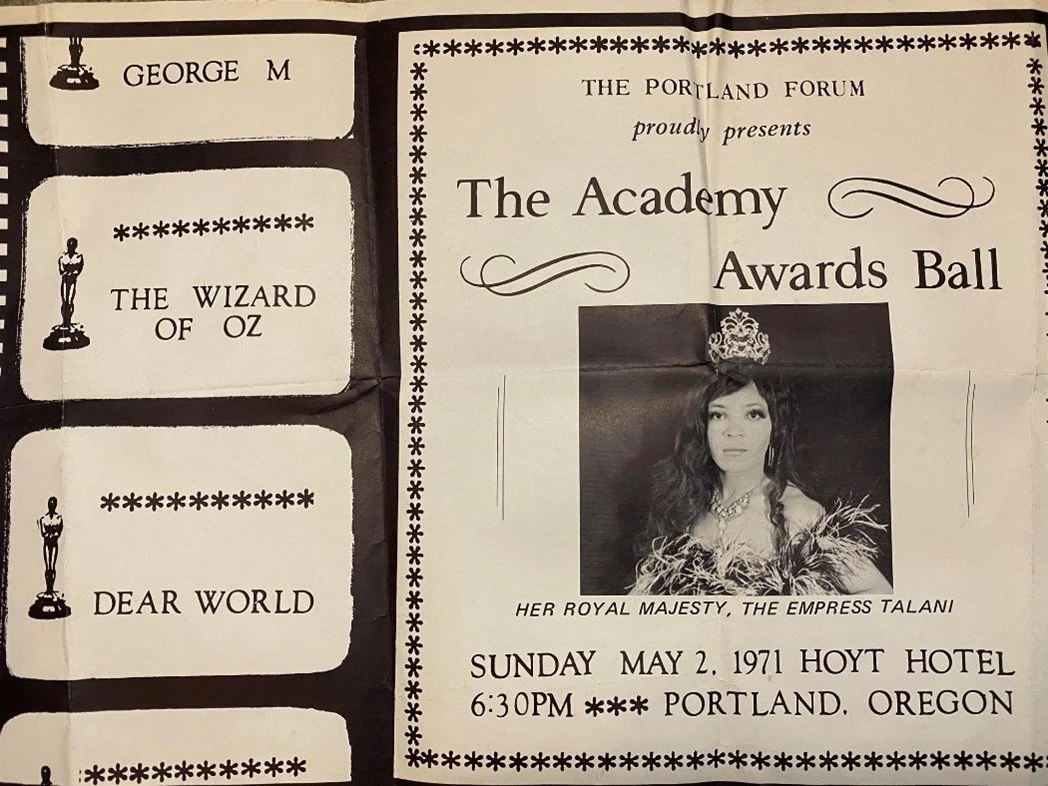 GEORGE M
**********
THE WIZARD
OF OZ
**********
DEAR WORLD
**********
THE PORTLAND FORUM
proudly presents
The Academy
Awards Ball
HER ROYAL MAJESTY, THE EMPRESS TALANI
SUNDAY MAY 2, 1971 HOYT HOTEL
6:30PM *** PORTLAND, OREGON